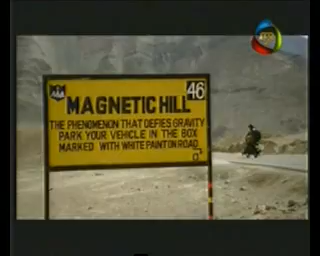 MAGNETIC HILL
46
THE PHENOMENON THAT DEFIES GRAVITY
PARK YOUR VEHICLE IN THE BOX
MARKED WITH WHITE PAINT ON ROAD